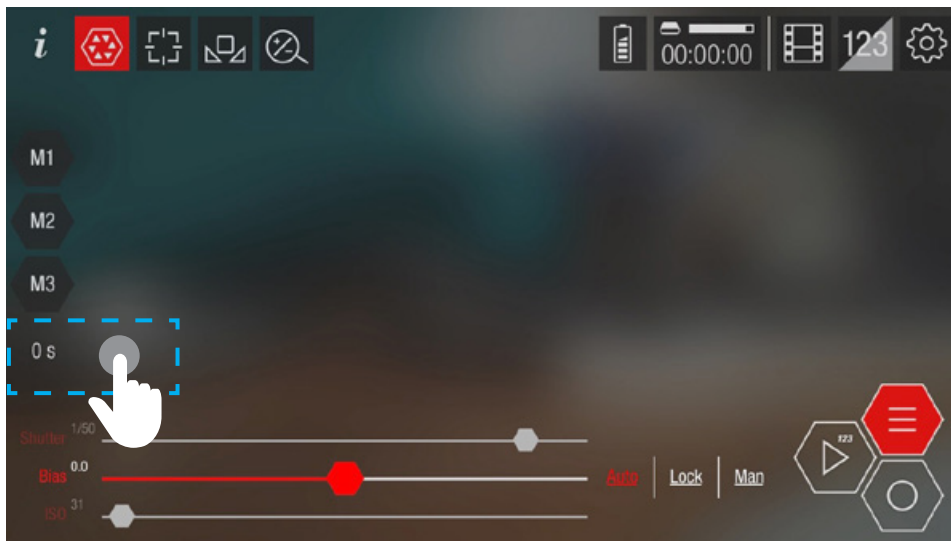 i
00:00:00
123
M1
M2
M3
0 s
Shutter 1/50
Bias 0.0
Auto Lock Man
ISO 31
123